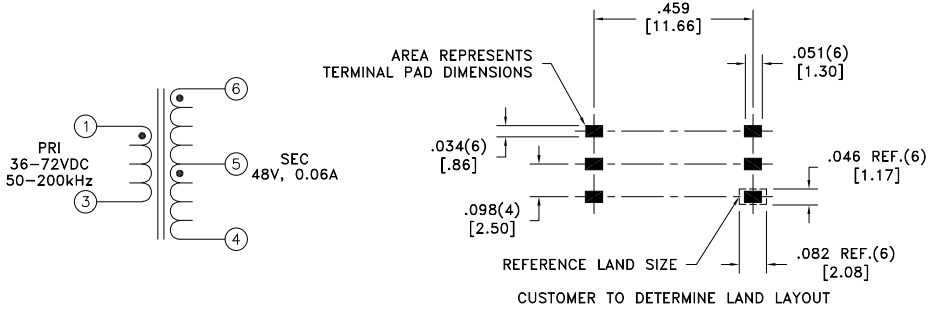 1
3
PRI
36-72VDC
50-200kHz
6
5
4
SEC
48V, 0.06A
.459
[11.66]
AREA REPRESENTS
TERMINAL PAD DIMENSIONS
.051(6)
[1.30]
.034(6)
[.86]
.046 REF.(6)
[1.17]
.098(4)
[2.50]
REFERENCE LAND SIZE
.082 REF.(6)
[2.08]
CUSTOMER TO DETERMINE LAND LAYOUT